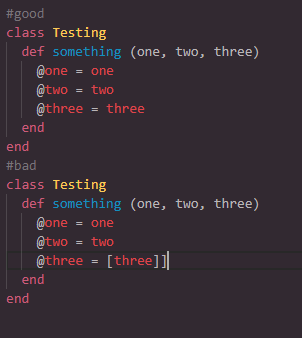 #good
class Testing
  def something (one, two, three)
    @one = one
    @two = two
    @three = three
  end
end
#bad
class Testing
  def something (one, two, three)
    @one = one
    @two = two
    @three = [three]]
  end
end